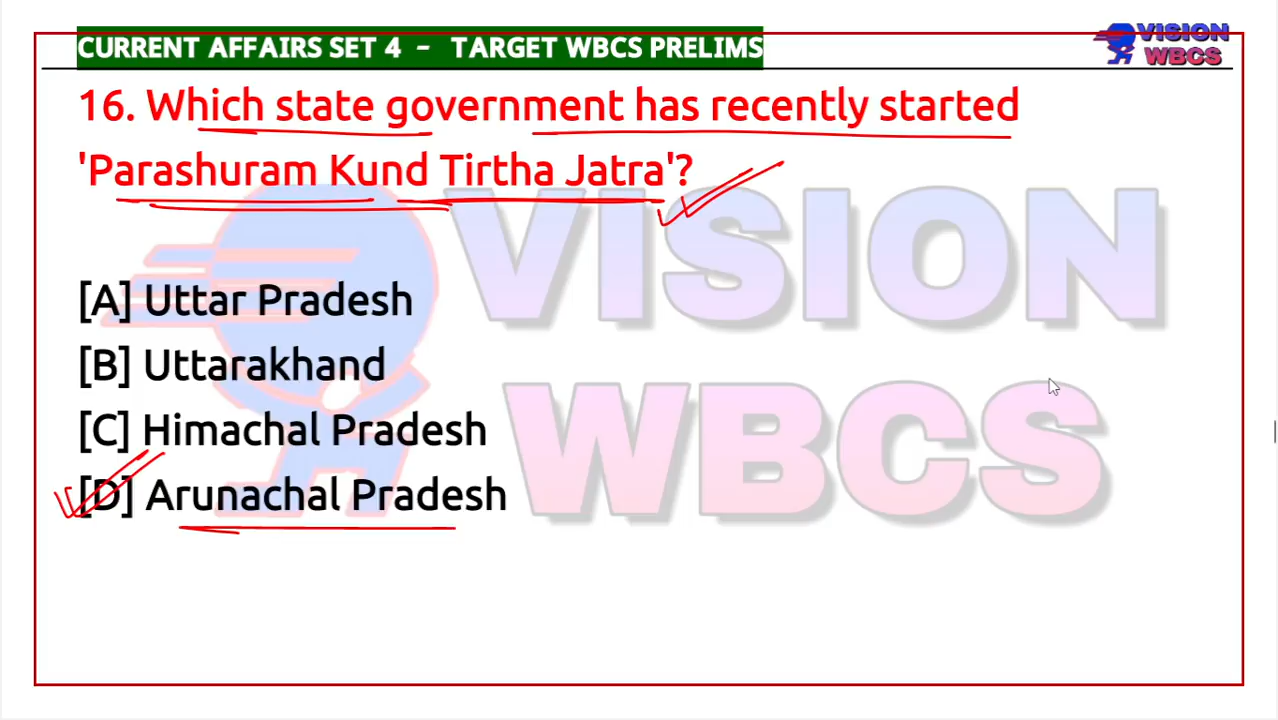 CURRENT AFFAIRS SET 4 - TARGET WBCS PRELIMS
VISION
WBCS
16. Which state government has recently started
'Parashuram Kund Tirtha Jatra'?
[A] Uttar Pradesh
[B] Uttarakhand
[C] Himachal Pradesh
[D] Arunachal Pradesh
VISION
WBCS